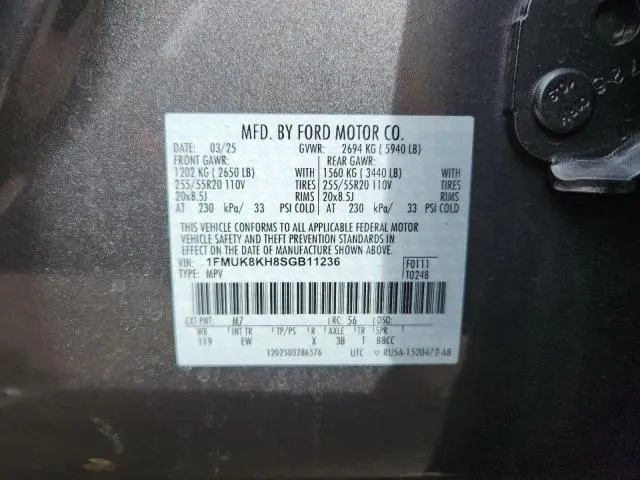 MFD. BY FORD MOTOR CO.
DATE: 03/25 GVWR: 2694 KG ( 5940 LB)
FRONT GAWR: REAR GAWR:
1202 KG ( 2650 LB) WITH 1560 KG ( 3440 LB) WITH
255/55R20 110V TIRES 255/55R20 110V TIRES
20x8.5J RIMS 20x8.5J RIMS
AT 230 kPa/ 33 PSI COLD AT 230 kPa/ 33 PSI COLD
THIS VEHICLE CONFORMS TO ALL APPLICABLE FEDERAL MOTOR
VEHICLE SAFETY AND THEFT PREVENTION STANDARDS IN
EFFECT ON THE DATE OF MANUFACTURE SHOWN ABOVE.
VIN: 1FMUK8KH8SGB11236 F0111
TYPE: MPV T0248
EXT PNT: M7 RC: 56 DSO:
WB INT TR TP/PS R AXLE TR SPR
119 EW X 3B 1 BBCC
1202503286576 UTC RU5A-1520472-AB